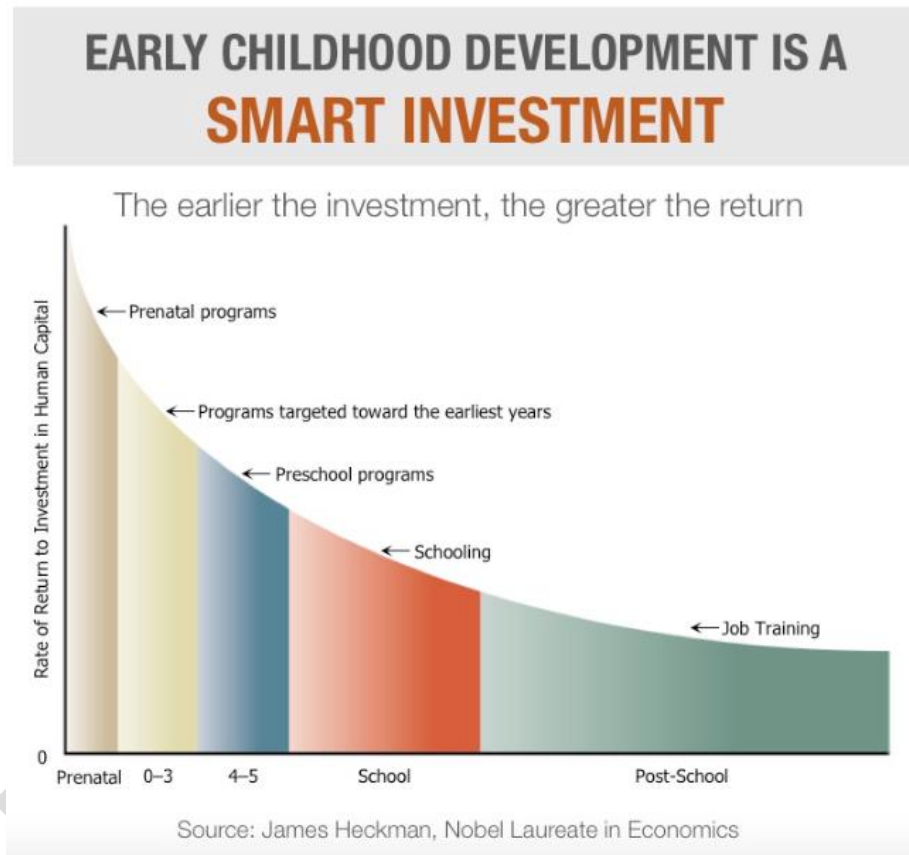 EARLY CHILDHOOD DEVELOPMENT IS A
SMART INVESTMENT
The earlier the investment, the greater the return
Rate of Return to Investment in Human Capital
Prenatal programs
Programs targeted toward the earliest years
Preschool programs
Schooling
Job Training
0
Prenatal
0–3
4–5
School
Post-School
Source: James Heckman, Nobel Laureate in Economics